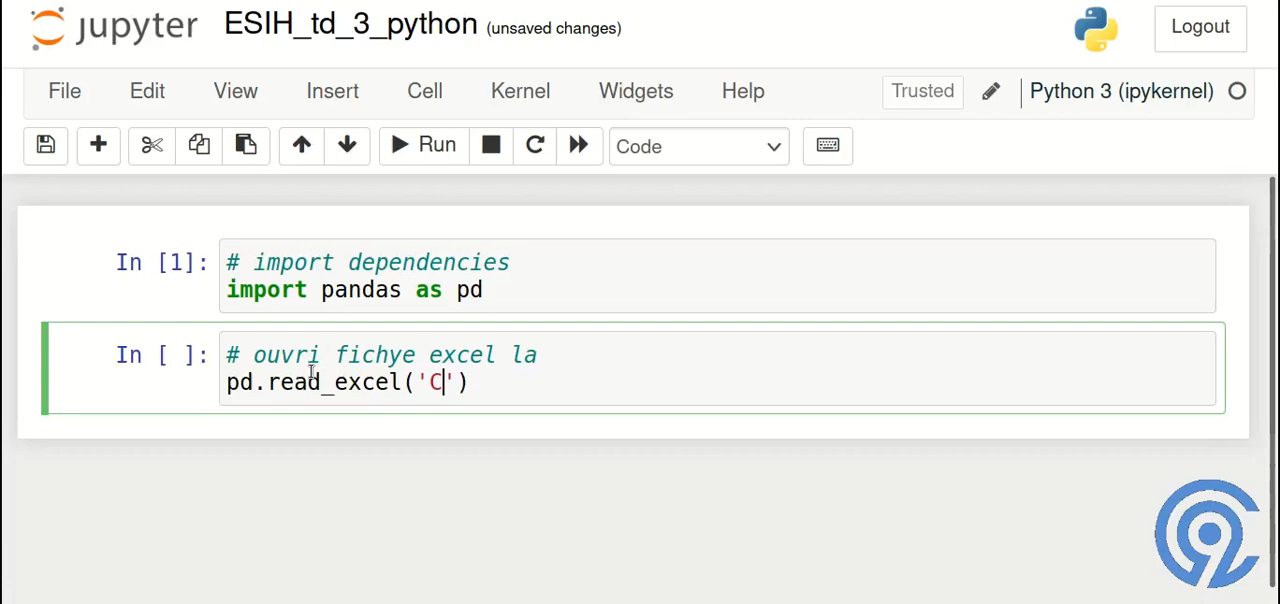 jupyter ESIH_td_3_python (unsaved changes) Logout
File Edit View Insert Cell Kernel Widgets Help Trusted Python 3 (ipykernel)
Run Code
In [1]: # import dependencies
import pandas as pd
In [ ]: # ouvri fichye excel la
pd.read_excel('C')